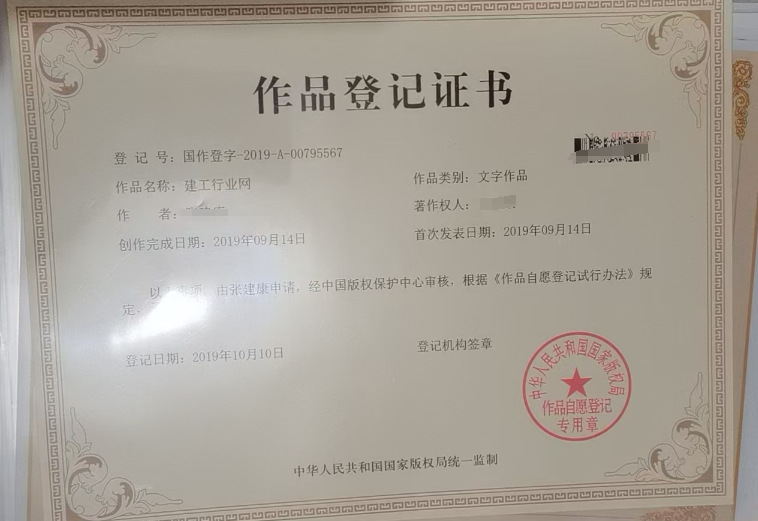 作品登记证书
No. 00795567
登 记 号：国作登字-2019-A-00795567
作品名称：建工行业网
作品类别：文字作品
作 者：
著作权人：
创作完成日期：2019年09月14日
首次发表日期：2019年09月14日
以上事项，由张建康申请，经中国版权保护中心审核，根据《作品自愿登记试行办法》规
定，
登记日期：2019年10月10日
登记机构签章
中华人民共和国国家版权局
作品自愿登记
专用章
中华人民共和国国家版权局统一监制